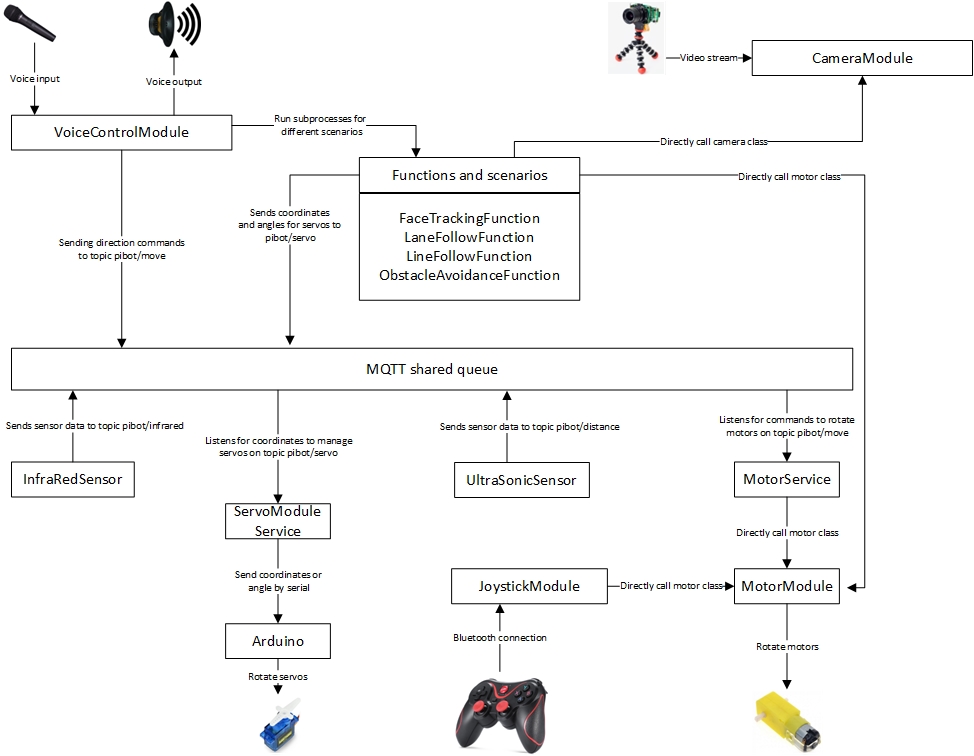 Voice input
Voice output
Video stream
CameraModule
VoiceControlModule
Run subprocesses for
different scenarios
Directly call camera class
Functions and scenarios
Directly call motor class
Sends coordinates
and angles for servos to
pibot/servo
FaceTrackingFunction
LaneFollowFunction
LineFollowFunction
ObstacleAvoidanceFunction
Sending direction commands
to topic pibot/move
MQTT shared queue
Sends sensor data to topic pibot/infrared
Listens for coordinates to manage
servos on topic pibot/servo
Sends sensor data to topic pibot/distance
Listens for commands to rotate
motors on topic pibot/move
InfraRedSensor
UltraSonicSensor
MotorService
ServoModule
Service
Directly call motor class
Send coordinates or
angle by serial
JoystickModule
Directly call motor class
MotorModule
Arduino
Bluetooth connection
Rotate motors
Rotate servos